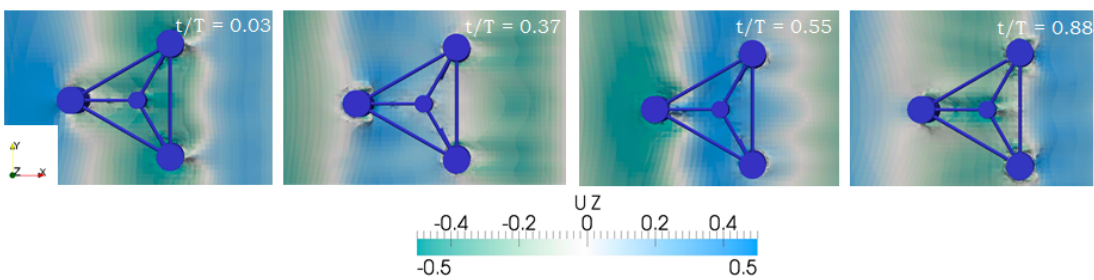 t/T = 0.03
t/T = 0.37
t/T = 0.55
t/T = 0.88
Y
Z X
U Z
-0.4 -0.2 0 0.2 0.4
-0.5 0.5